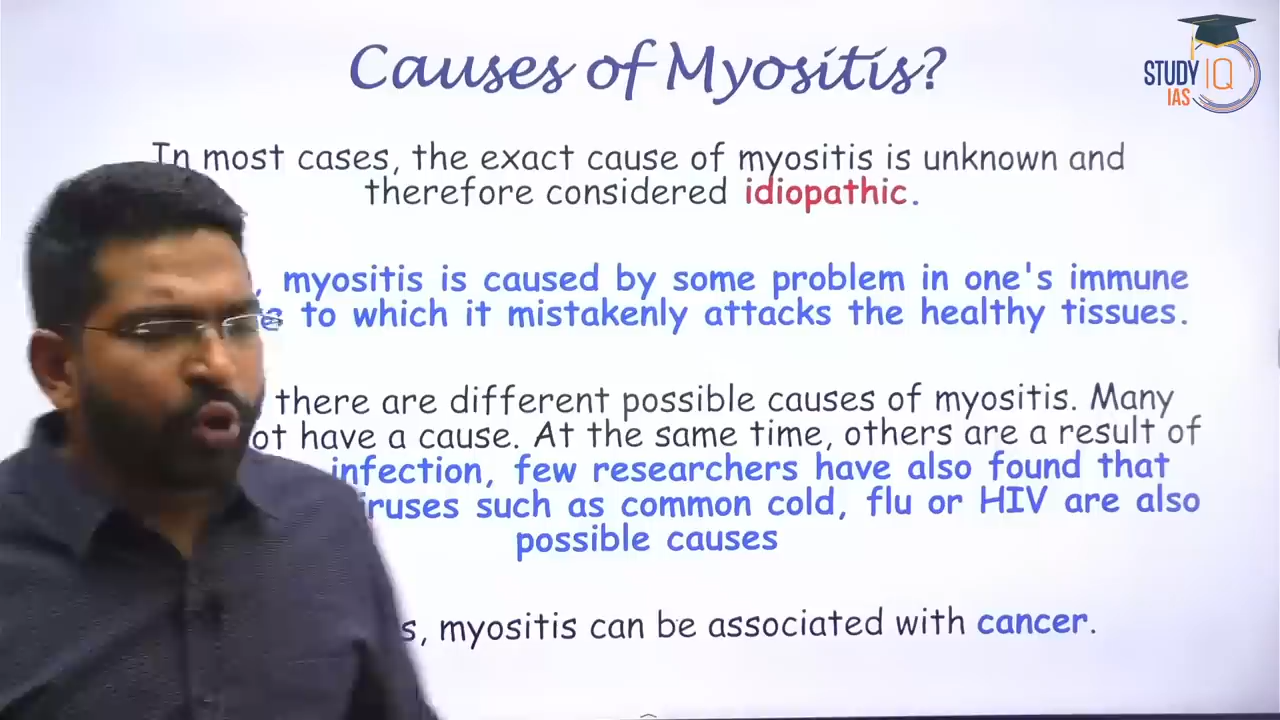 Causes of Myositis?
STUDY IQ
IAS
In most cases, the exact cause of myositis is unknown and
therefore considered idiopathic.
, myositis is caused by some problem in one's immune
to which it mistakenly attacks the healthy tissues.
there are different possible causes of myositis. Many
have a cause. At the same time, others are a result of
infection, few researchers have also found that
such as common cold, flu or HIV are also
possible causes
, myositis can be associated with cancer.